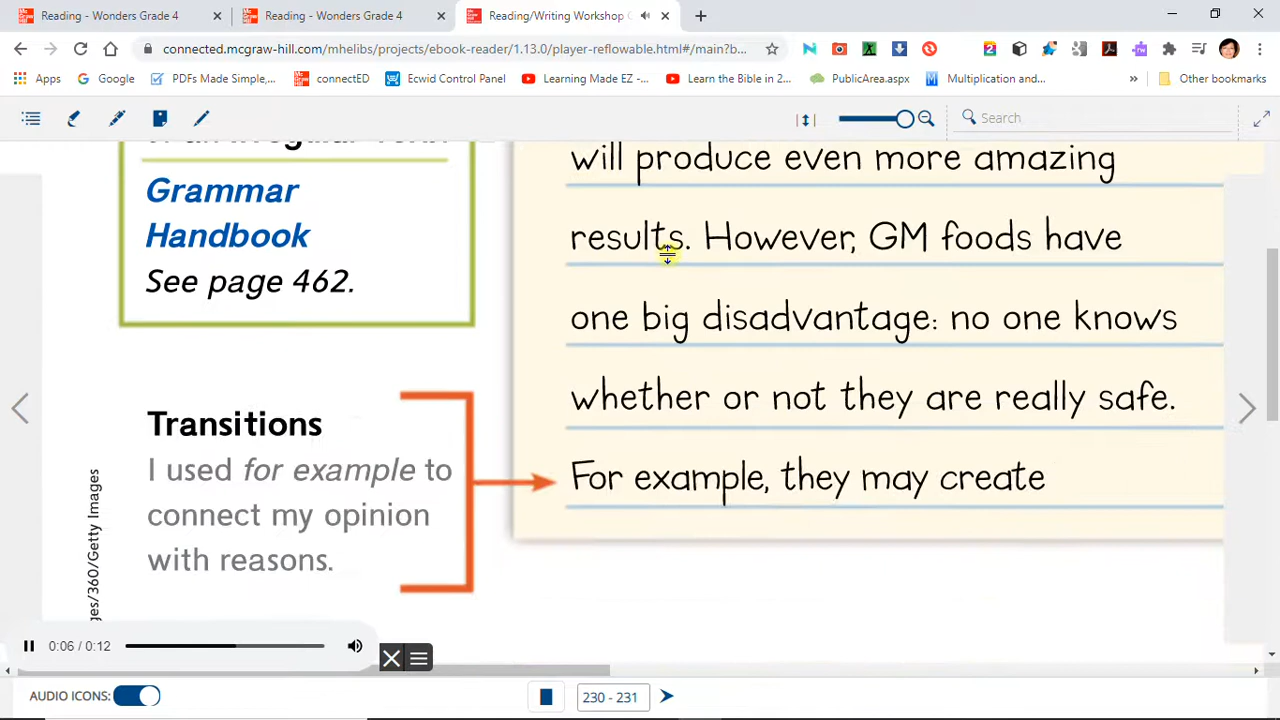 Reading - Wonders Grade 4
Reading - Wonders Grade 4
Reading/Writing Workshop
connected.mcgraw-hill.com/mhelibs/projects/ebook-reader/1.13.0/player-reflowable.html#/main?b...
Apps
Google
PDFs Made Simple,...
connectED
Ecwid Control Panel
Learning Made EZ -...
Learn the Bible in 2...
PublicArea.aspx
Multiplication and...
»
Other bookmarks
Search
Grammar
Handbook
See page 462.
Transitions
I used for example to
connect my opinion
with reasons.
ges/360/Getty Images
will produce even more amazing
results. However, GM foods have
one big disadvantage: no one knows
whether or not they are really safe.
For example, they may create
0:06 / 0:12
AUDIO ICONS:
230 - 231